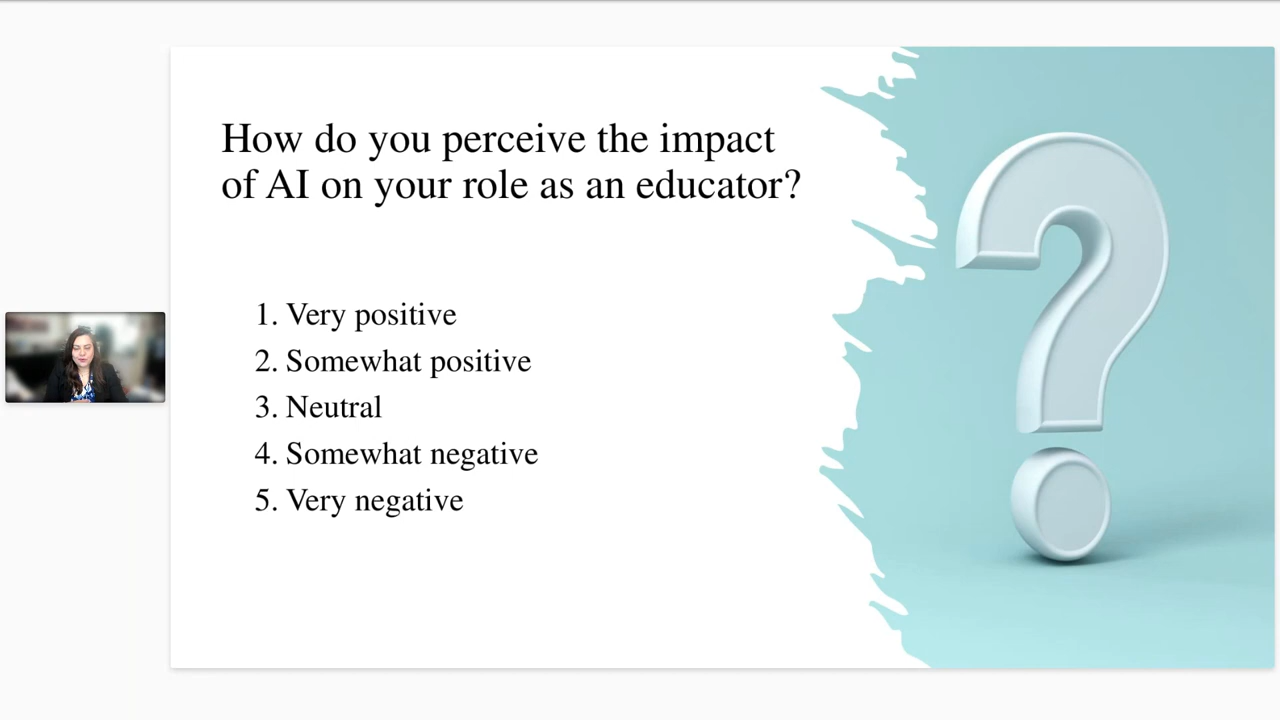 How do you perceive the impact
of AI on your role as an educator?
1. Very positive
2. Somewhat positive
3. Neutral
4. Somewhat negative
5. Very negative